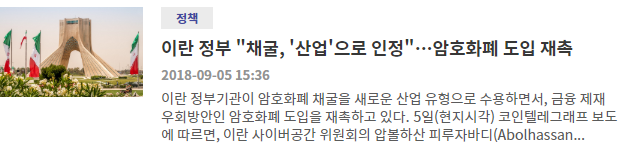 정책
이란 정부 "채굴, '산업'으로 인정"…암호화폐 도입 재촉
2018-09-05 15:36
이란 정부기관이 암호화폐 채굴을 새로운 산업 유형으로 수용하면서, 금융 제재
우회방안인 암호화폐 도입을 재촉하고 있다. 5일(현지시각) 코인텔레그래프 보도
에 따르면, 이란 사이버공간 위원회의 압볼하산 피루자바디(Abolhassan...